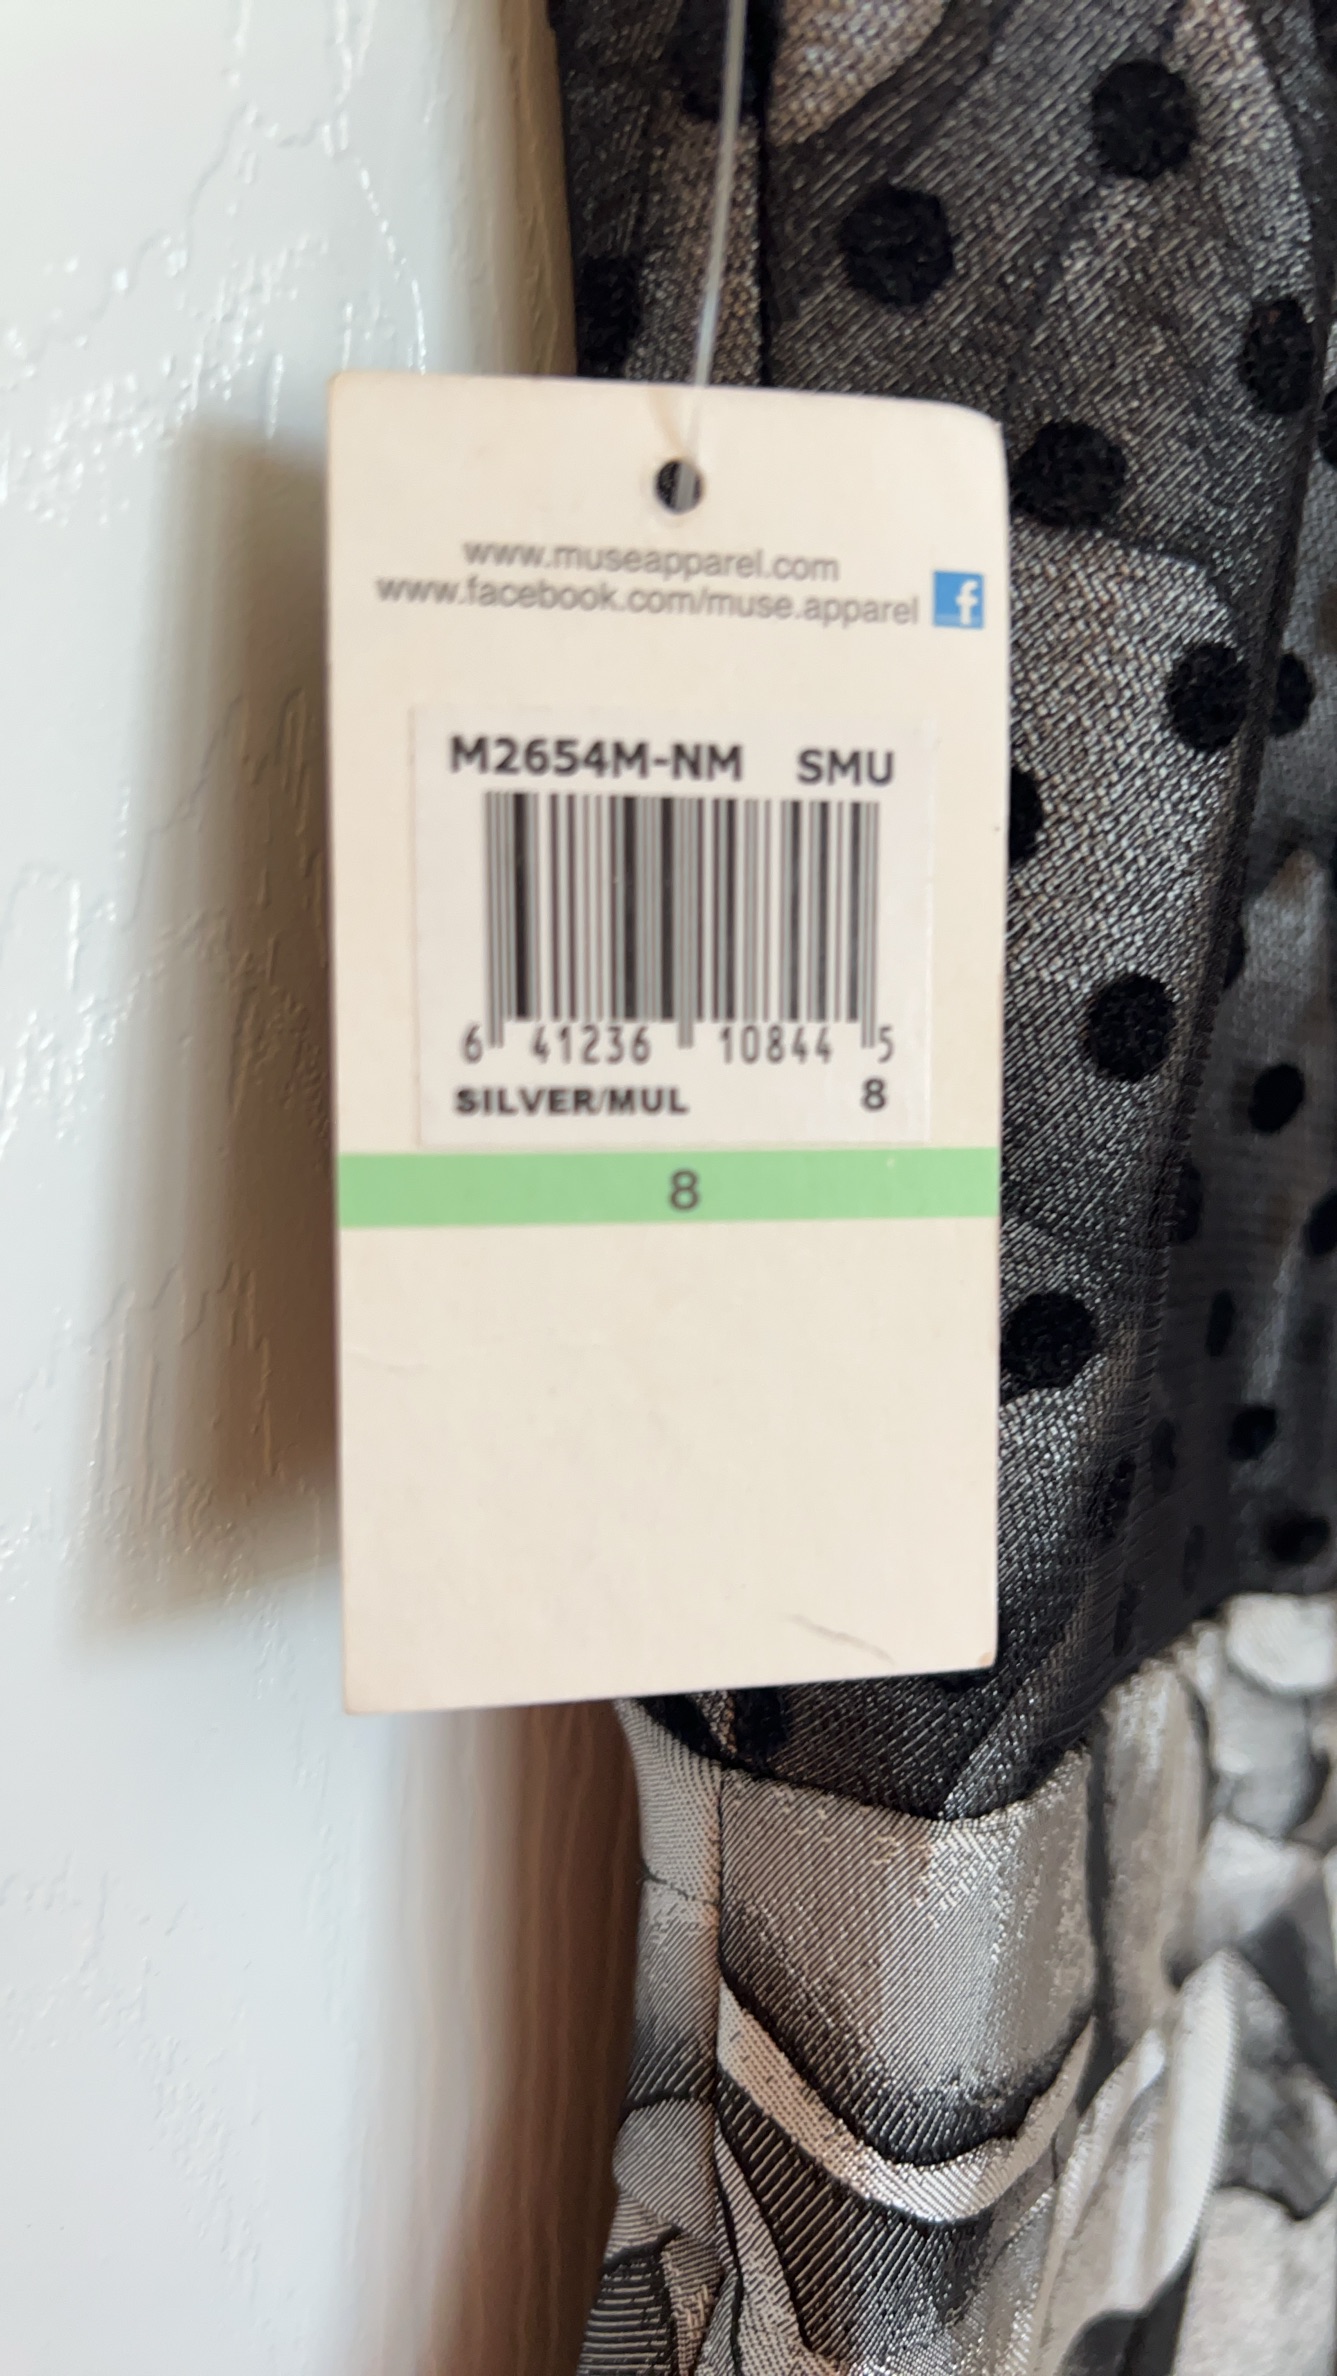 www.museapparel.com
www.facebook.com/muse.apparel f
M2654M-NM SMU
6 41236 10844 5
SILVER/MUL 8
8